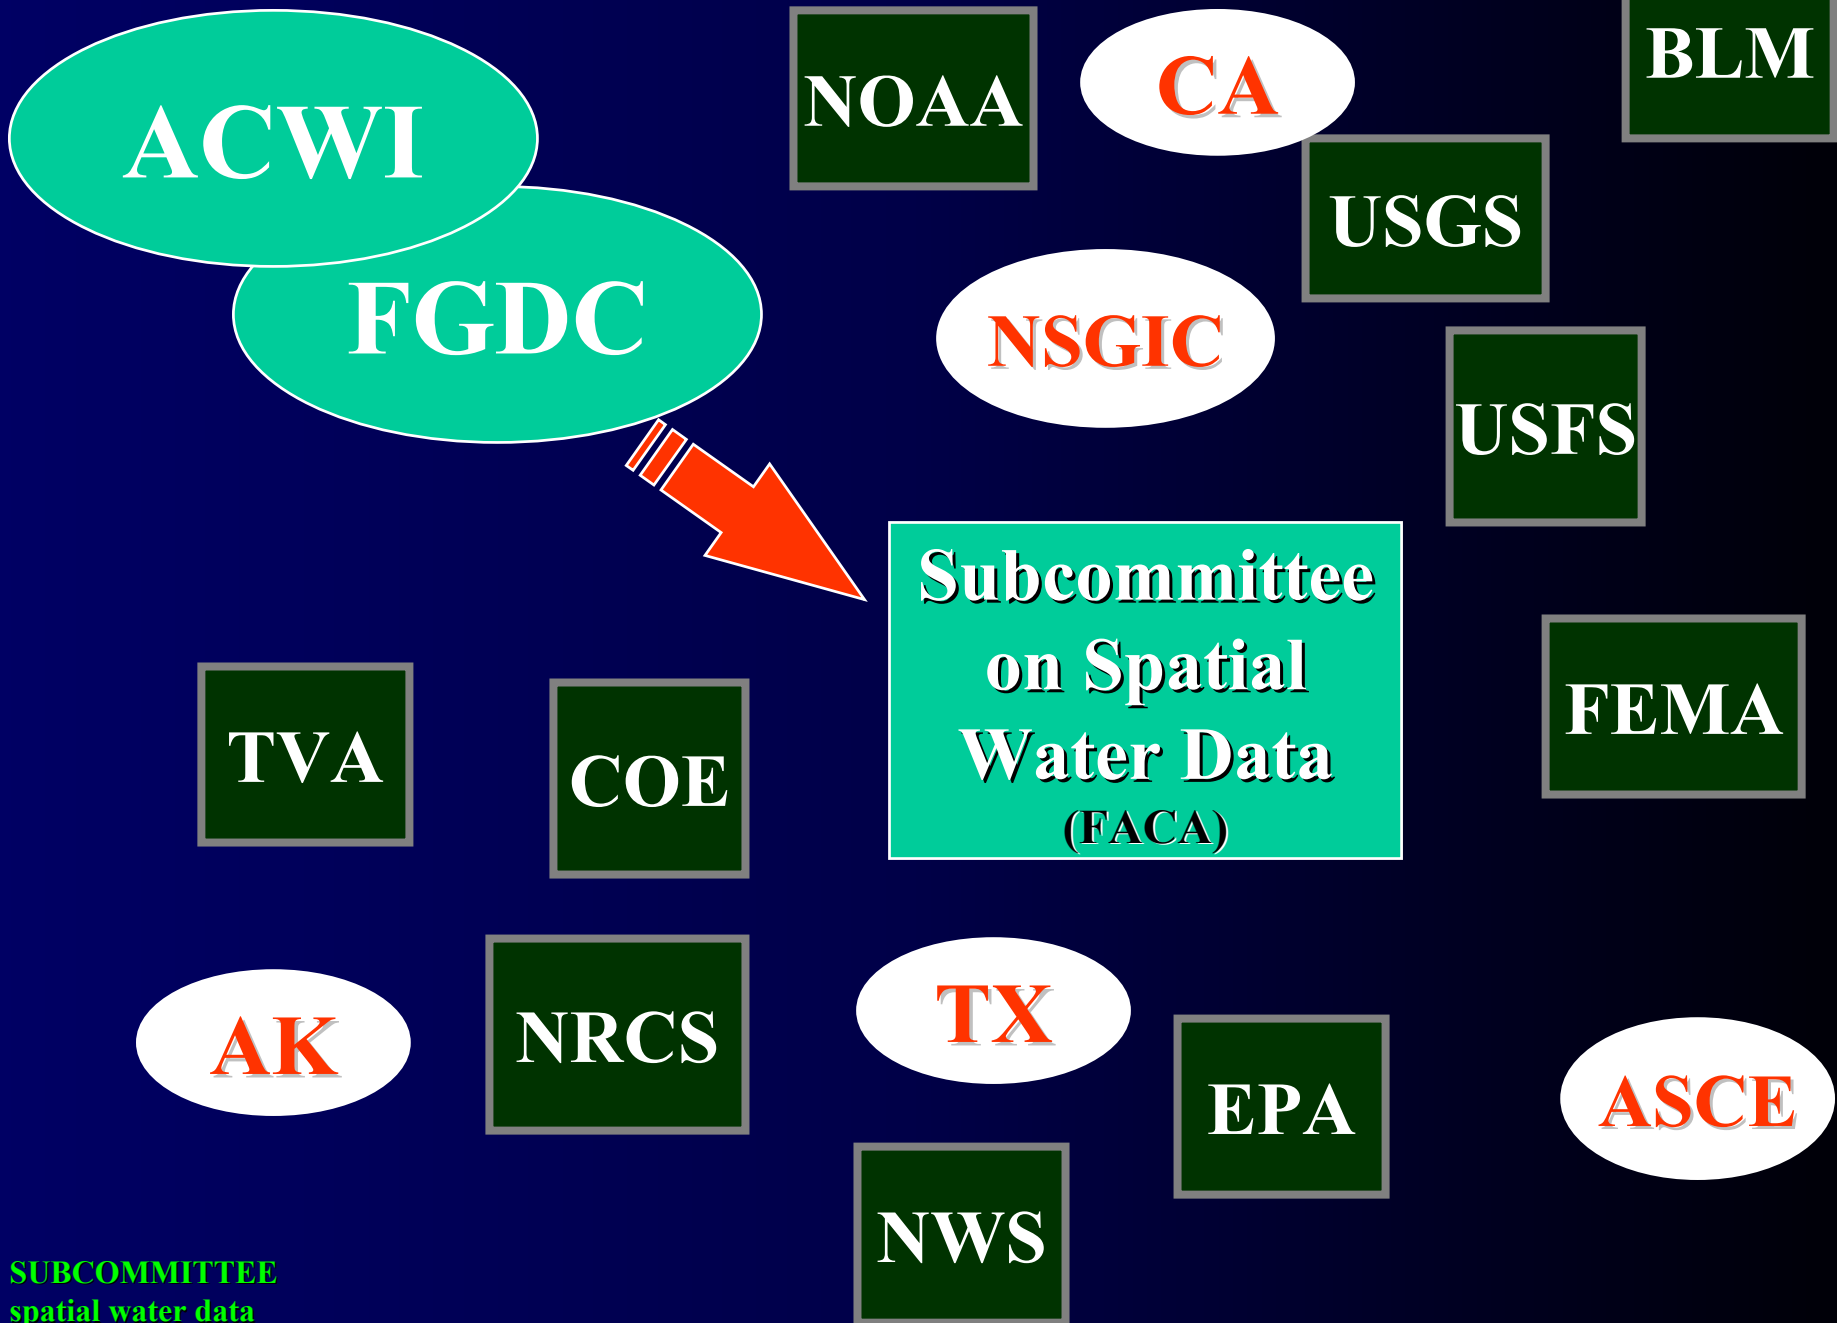 ACWI
FGDC
NOAA
CA
BLM
USGS
NSGIC
USFS
Subcommittee
on Spatial
Water Data
(FACA)
FEMA
TVA
COE
AK
NRCS
TX
EPA
ASCE
NWS
SUBCOMMITTEE
spatial water data